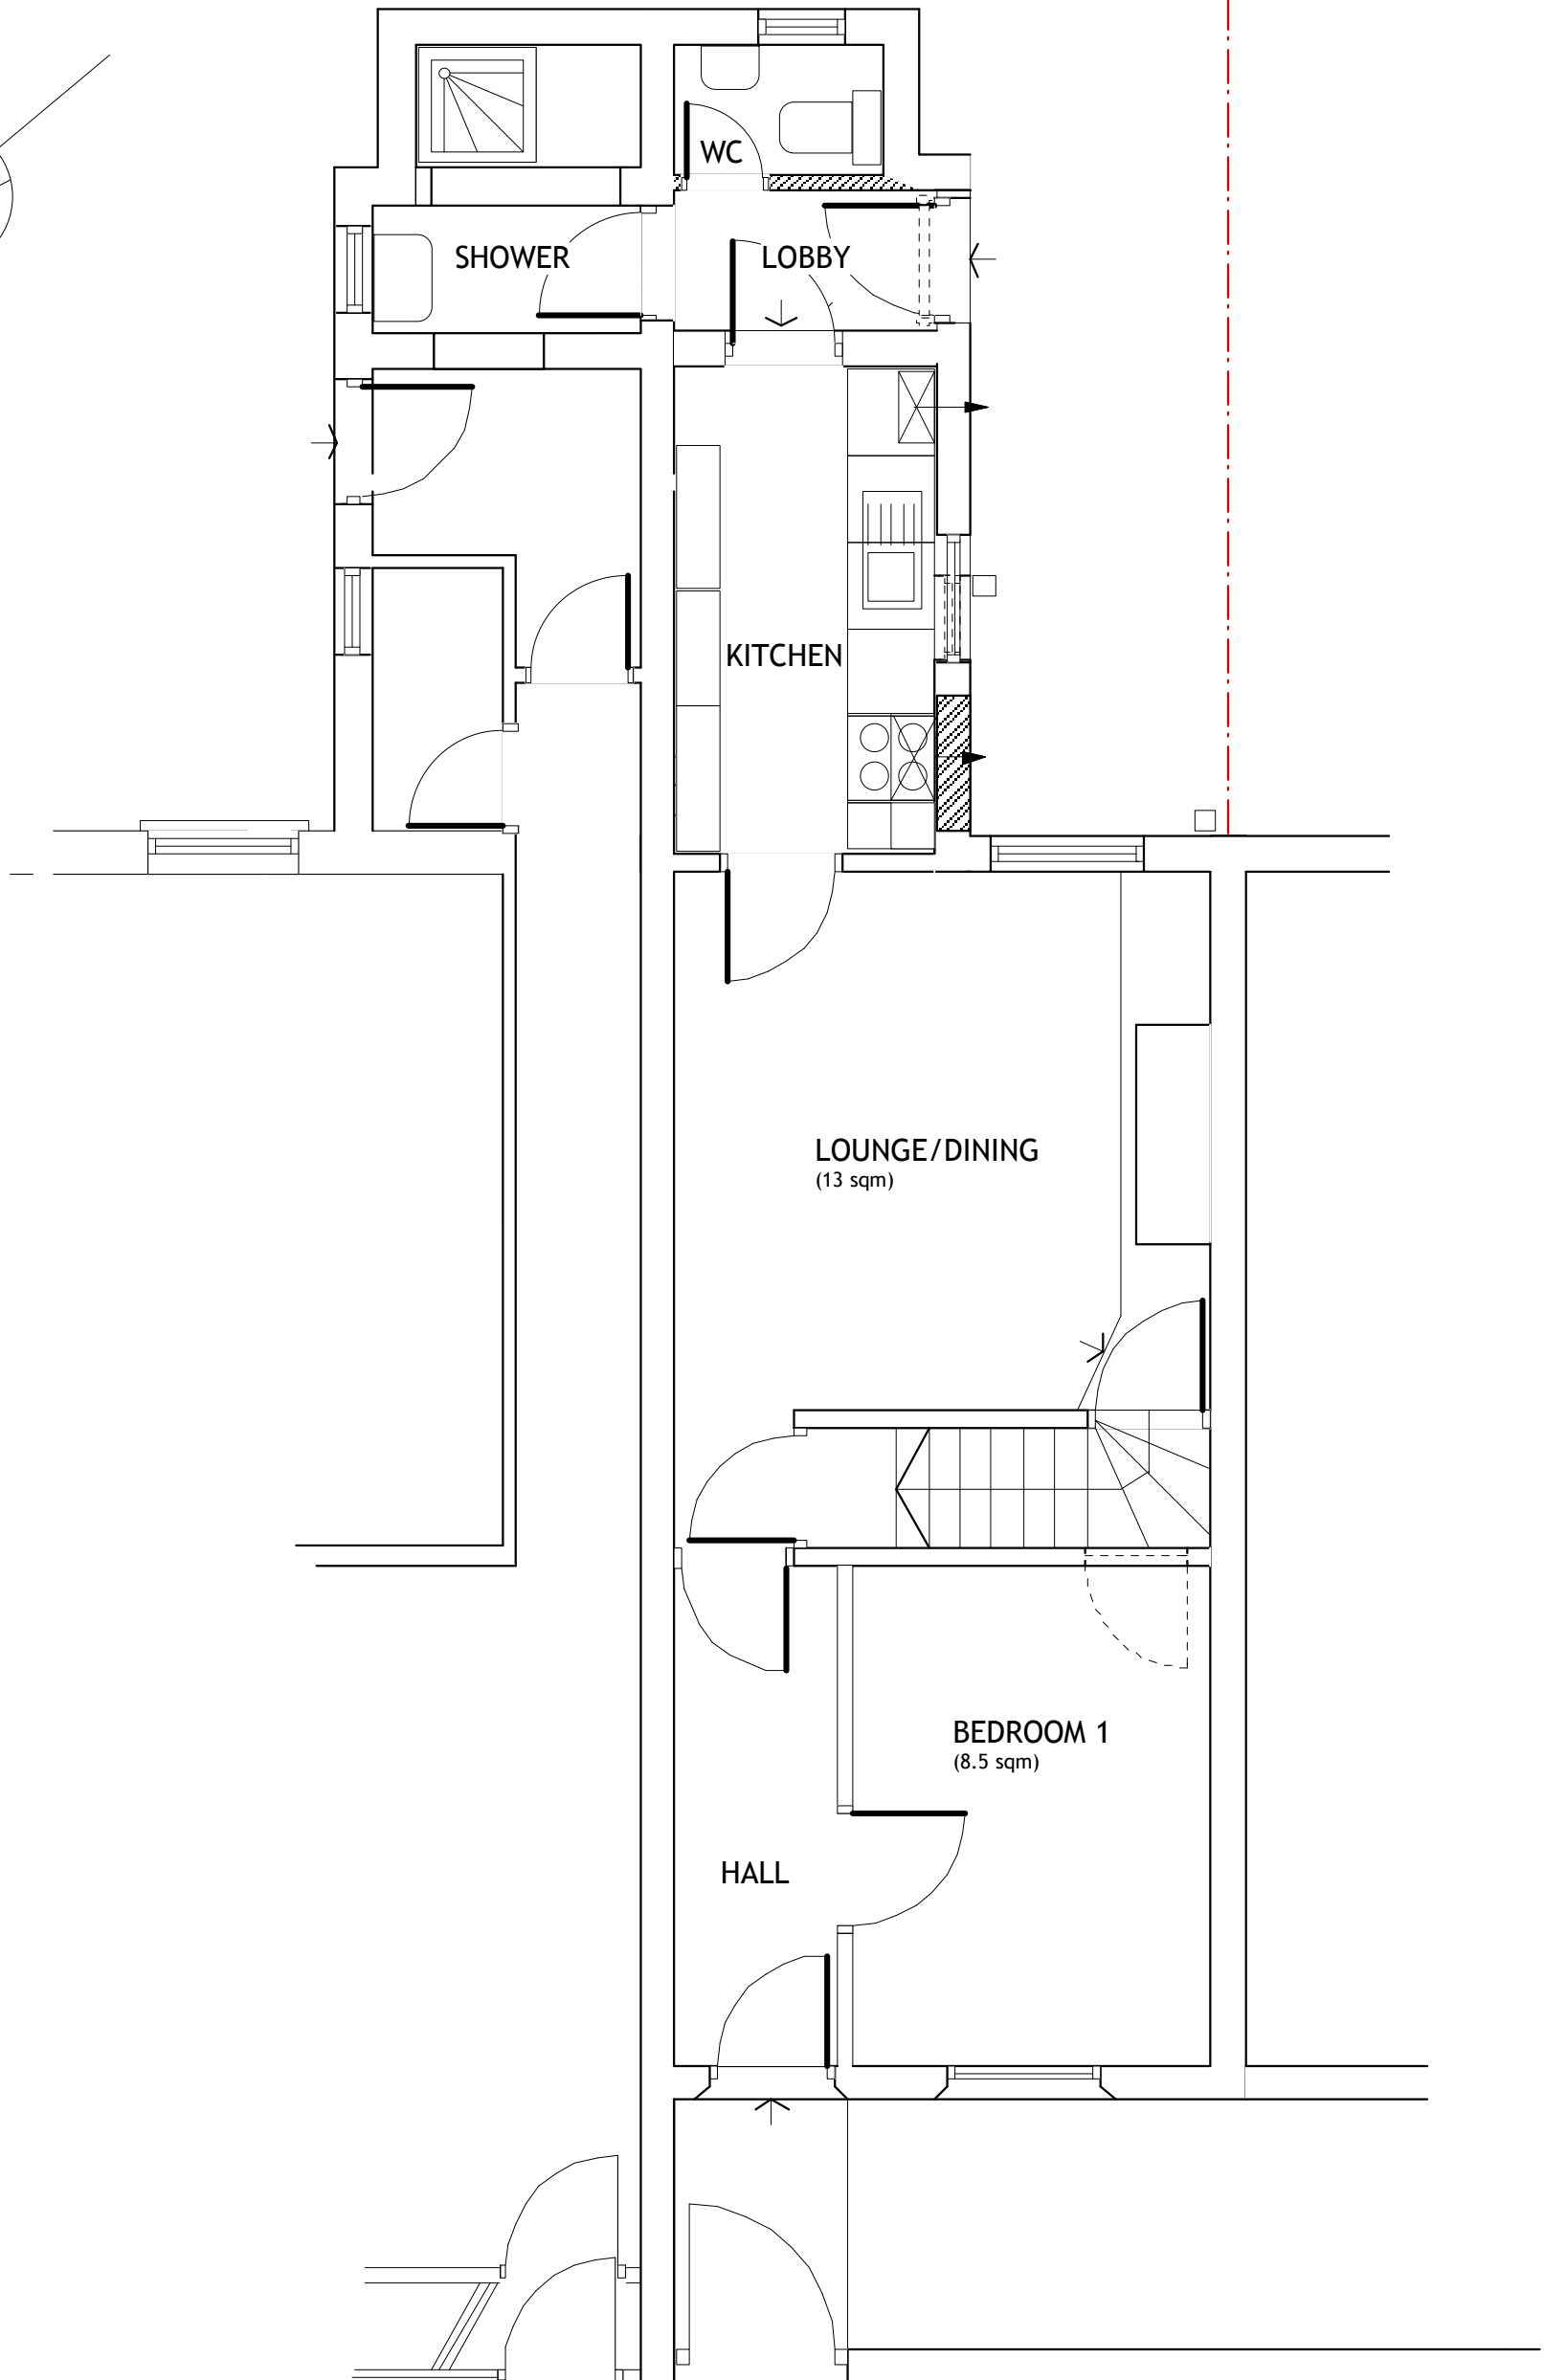 WC
SHOWER
LOBBY
KITCHEN
LOUNGE/DINING
(13 sqm)
BEDROOM 1
(8.5 sqm)
HALL